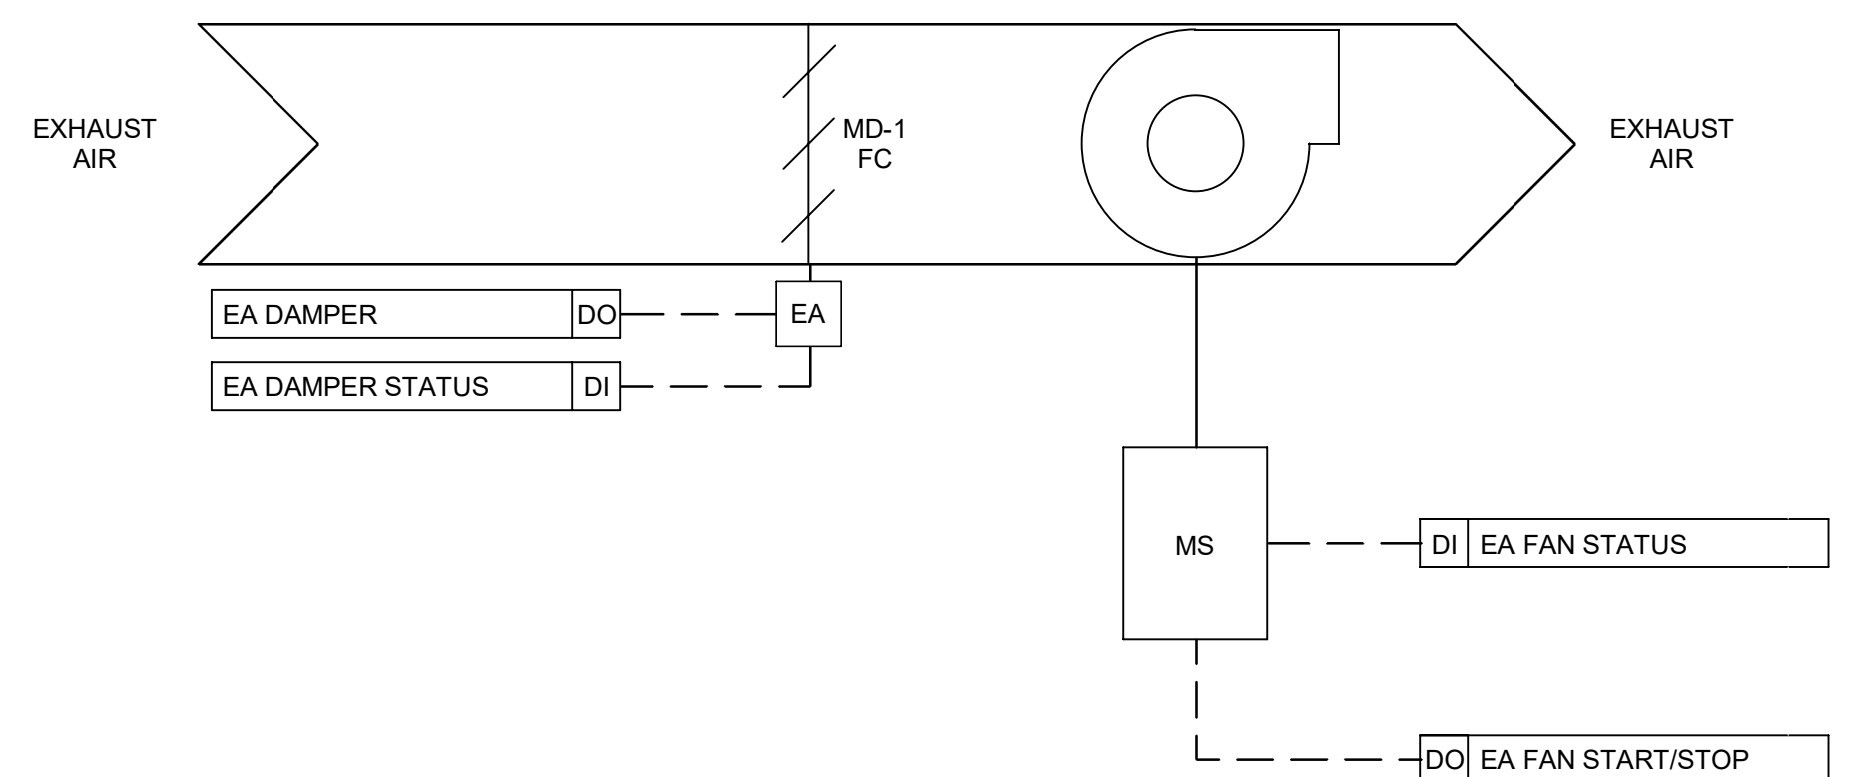 EXHAUST
AIR
MD-1
FC
EXHAUST
AIR
EA DAMPER DO
EA
EA DAMPER STATUS DI
MS
DI EA FAN STATUS
DO EA FAN START/STOP